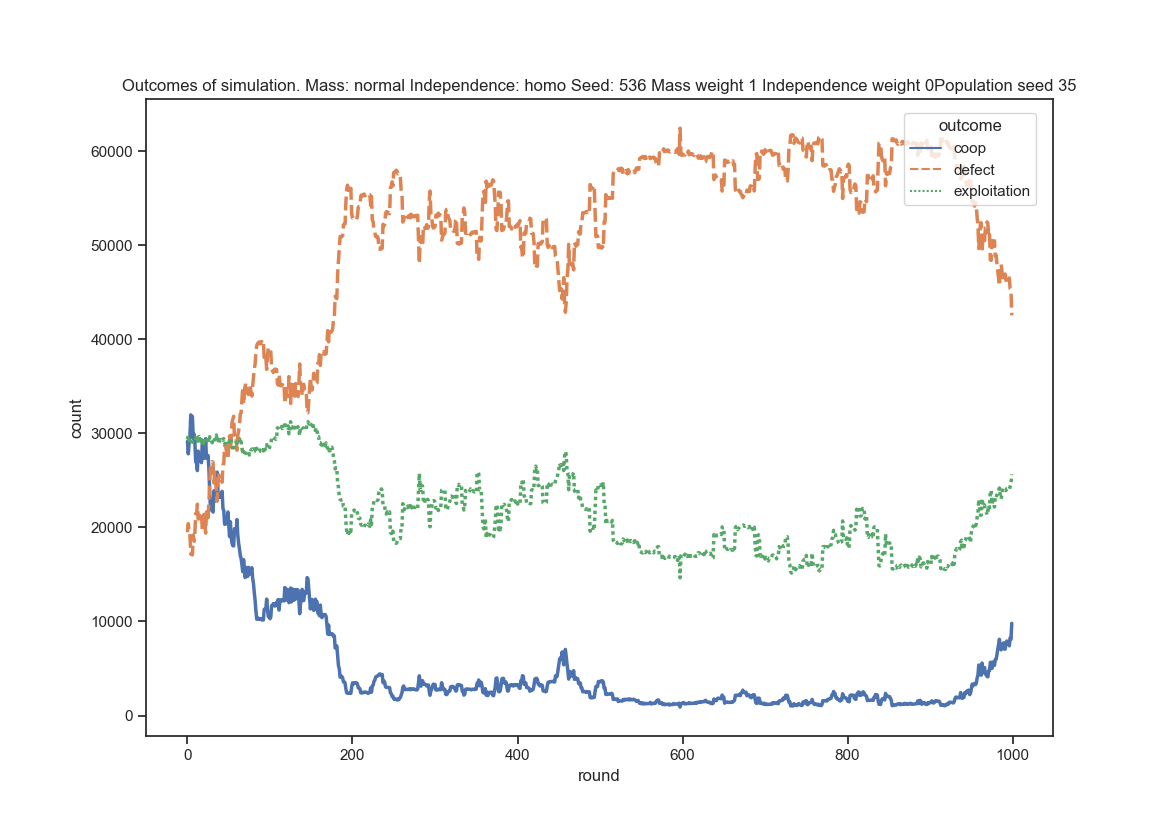 Outcomes of simulation. Mass: normal Independence: homo Seed: 536 Mass weight 1 Independence weight 0Population seed 35
outcome
coop
defect
exploitation
60000
50000
40000
30000
20000
10000
0
count
0 200 400 600 800 1000
round